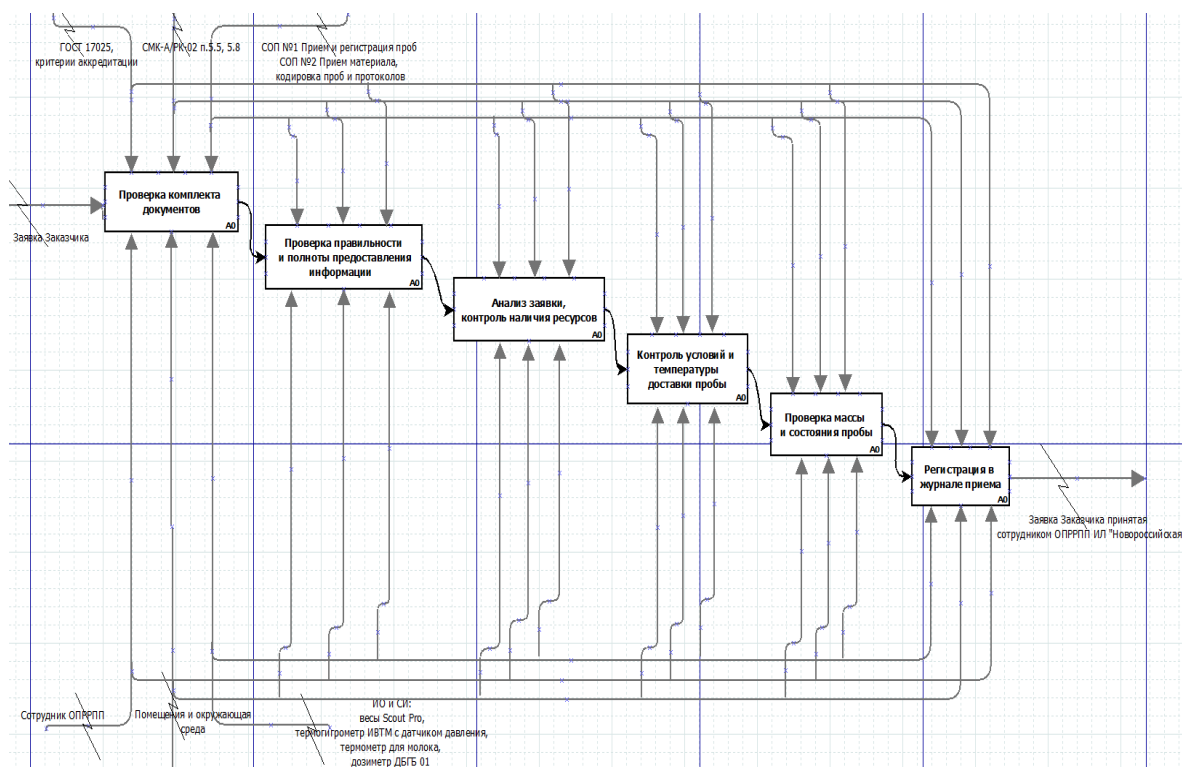 ГОСТ 17025,
критерии аккредитации
СМК-А/РК-02 п.5.5, 5.8
СОП №1 Прием и регистрация проб
СОП №2 Прием материала,
кодировка проб и протоколов
Заявка Заказчика
Проверка комплекта
документов
A0
Проверка правильности
и полноты предоставления
информации
A0
Анализ заявки,
контроль наличия ресурсов
A0
Контроль условий и
температуры
доставки пробы
A0
Проверка массы
и состояния пробы
A0
Регистрация в
журнале приема
A0
Заявка Заказчика принятая
сотрудником ОПРРПП ИЛ "Новороссийская
Сотрудник ОПРРПП
Помещения и окружающая
среда
ИО и СИ:
весы Scout Pro,
термогигрометр ИВТМ с датчиком давления,
термометр для молока,
дозиметр ДБГБ 01